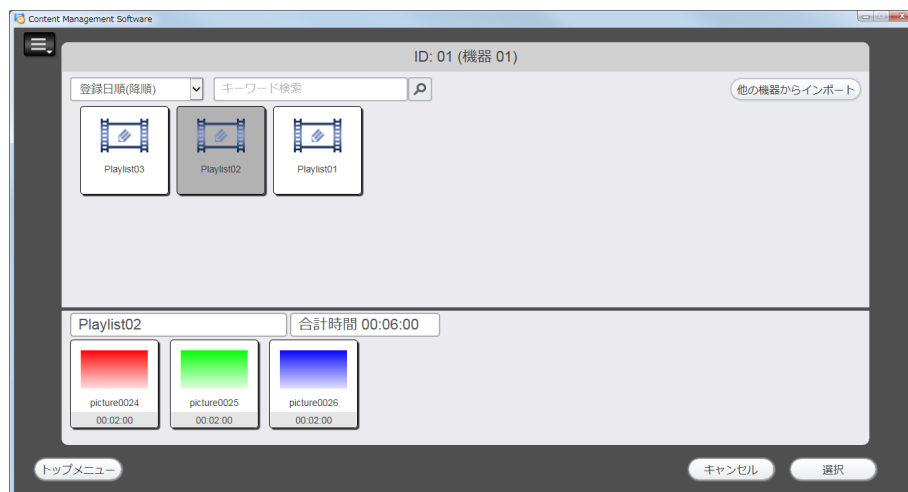 Content Management Software
ID: 01 (機器 01)
登録日順(降順)
キーワード検索
他の機器からインポート
Playlist03
Playlist02
Playlist01
Playlist02
合計時間 00:06:00
picture0024
picture0025
picture0026
00:02:00
00:02:00
00:02:00
トップメニュー
キャンセル
選択